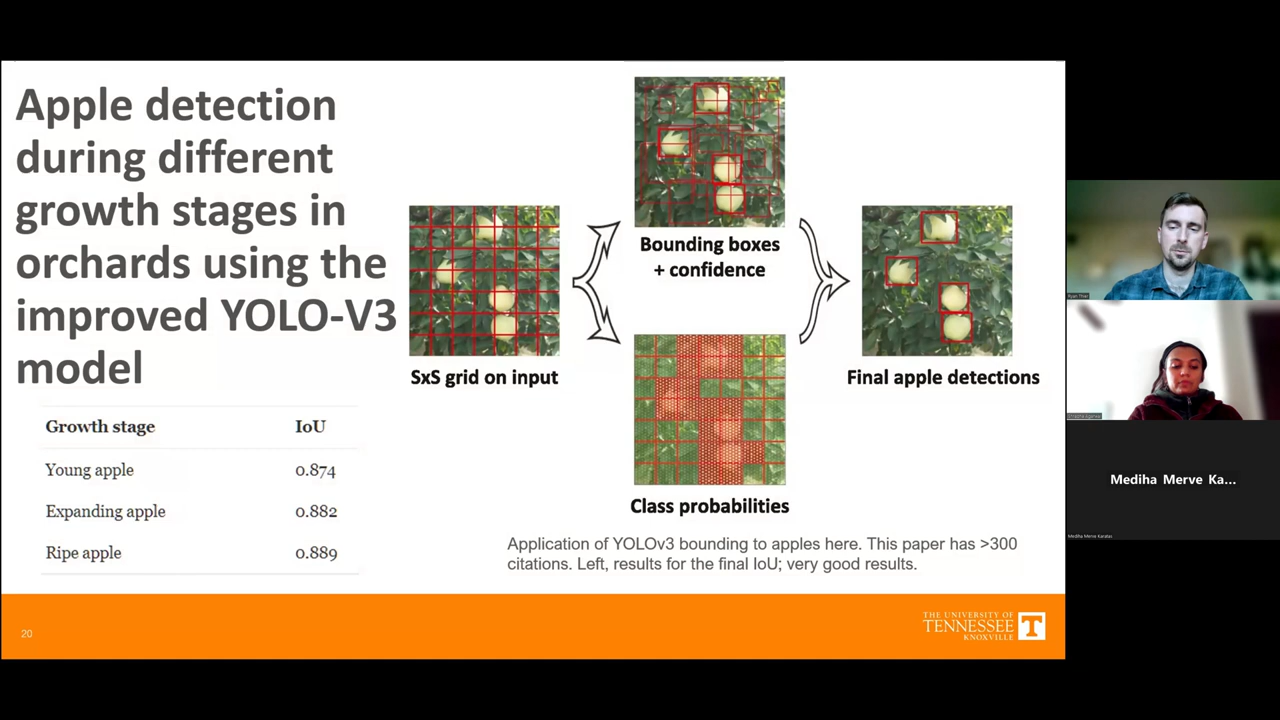 Apple detection
during different
growth stages in
orchards using the
improved YOLO-V3
model
Growth stage IoU
Young apple 0.874
Expanding apple 0.882
Ripe apple 0.889
SxS grid on input
Bounding boxes
+ confidence
Class probabilities
Final apple detections
Application of YOLOv3 bounding to apples here. This paper has >300
citations. Left, results for the final IoU; very good results.
20
THE UNIVERSITY OF
TENNESSEE
KNOXVILLE
T
Mediha Merve Ka...
Mediha Merve Karatas